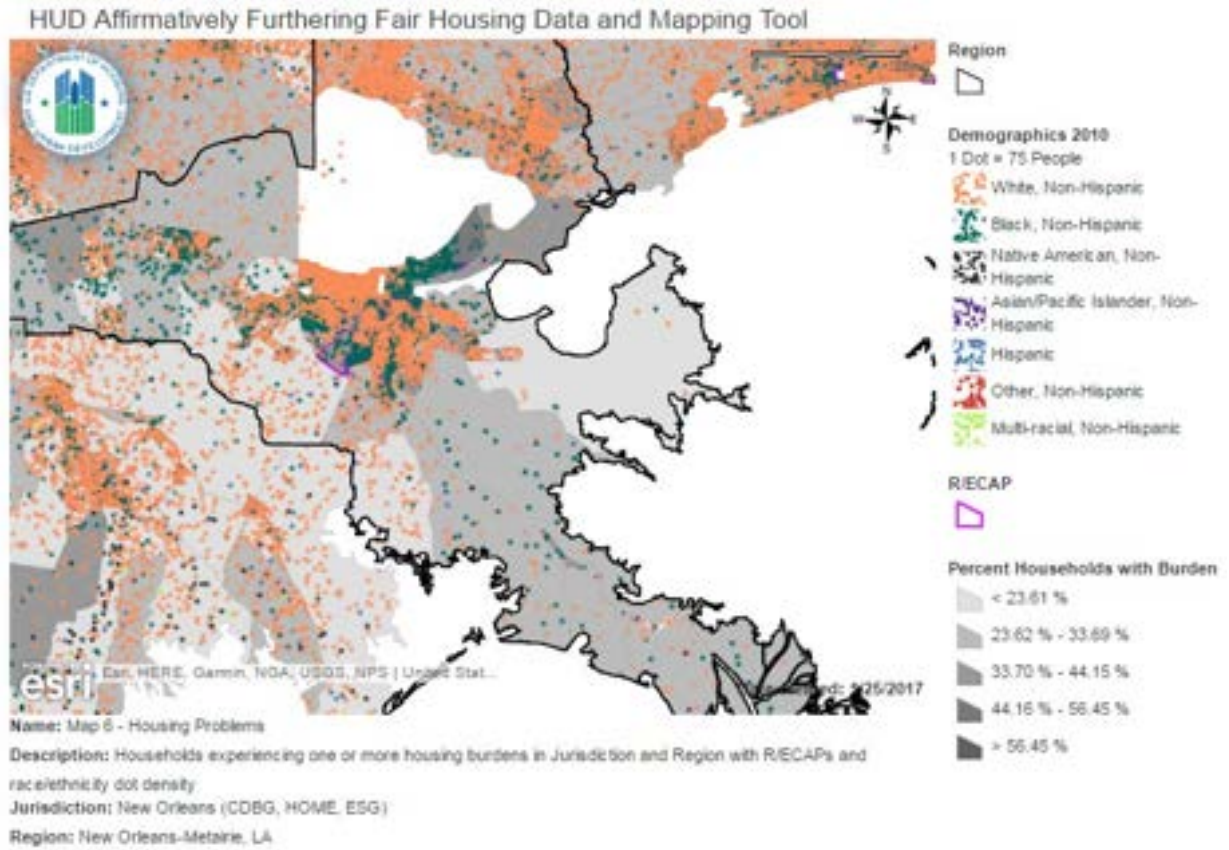 HUD Affirmatively Furthering Fair Housing Data and Mapping Tool
N
W E
S
esri
Esri, HERE, Garmin, NGA, USGS, NPS | United Stat...
25/2017
Region
Demographics 2010
1 Dot = 75 People
White, Non-Hispanic
Black, Non-Hispanic
Native American, Non-
Hispanic
Asian/Pacific Islander, Non-
Hispanic
Hispanic
Other, Non-Hispanic
Multi-racial, Non-Hispanic
R/ECAP
Percent Households with Burden
< 23.61 %
23.62 % - 33.69 %
33.70 % - 44.15 %
44.16 % - 56.45 %
> 56.45 %
Name: Map 6 - Housing Problems
Description: Households experiencing one or more housing burdens in Jurisdiction and Region with R/ECAPs and
race/ethnicity dot density
Jurisdiction: New Orleans (CDBG, HOME, ESG)
Region: New Orleans-Metairie, LA